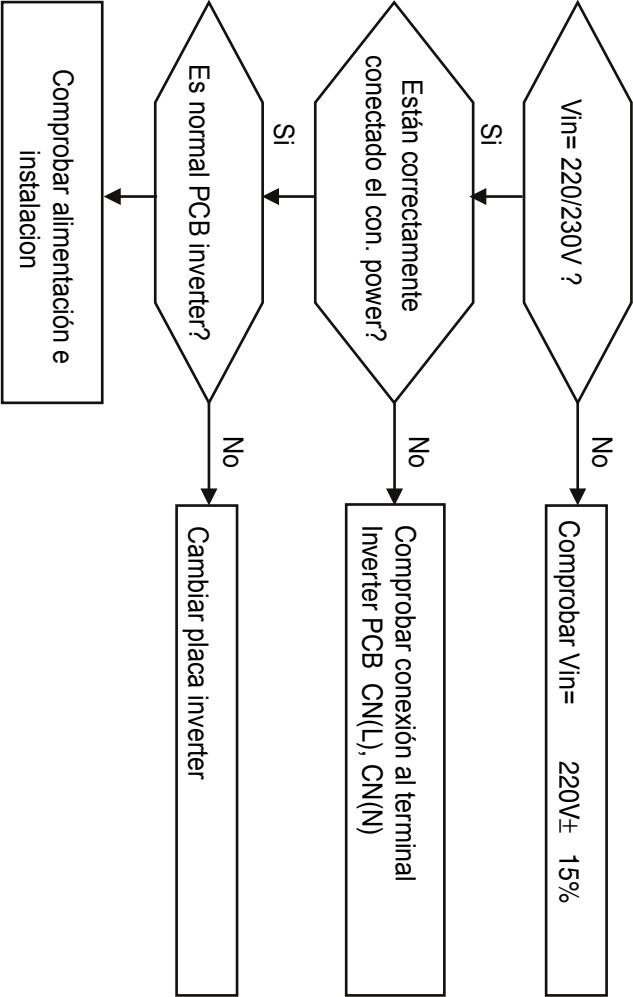 Vin= 220/230V ?
No
Comprobar Vin= 220V± 15%
Si
Están correctamente
conectado el con. power?
No
Comprobar conexión al terminal
Inverter PCB CN(L), CN(N)
Si
Es normal PCB inverter?
No
Cambiar placa inverter
Comprobar alimentación e
instalacion